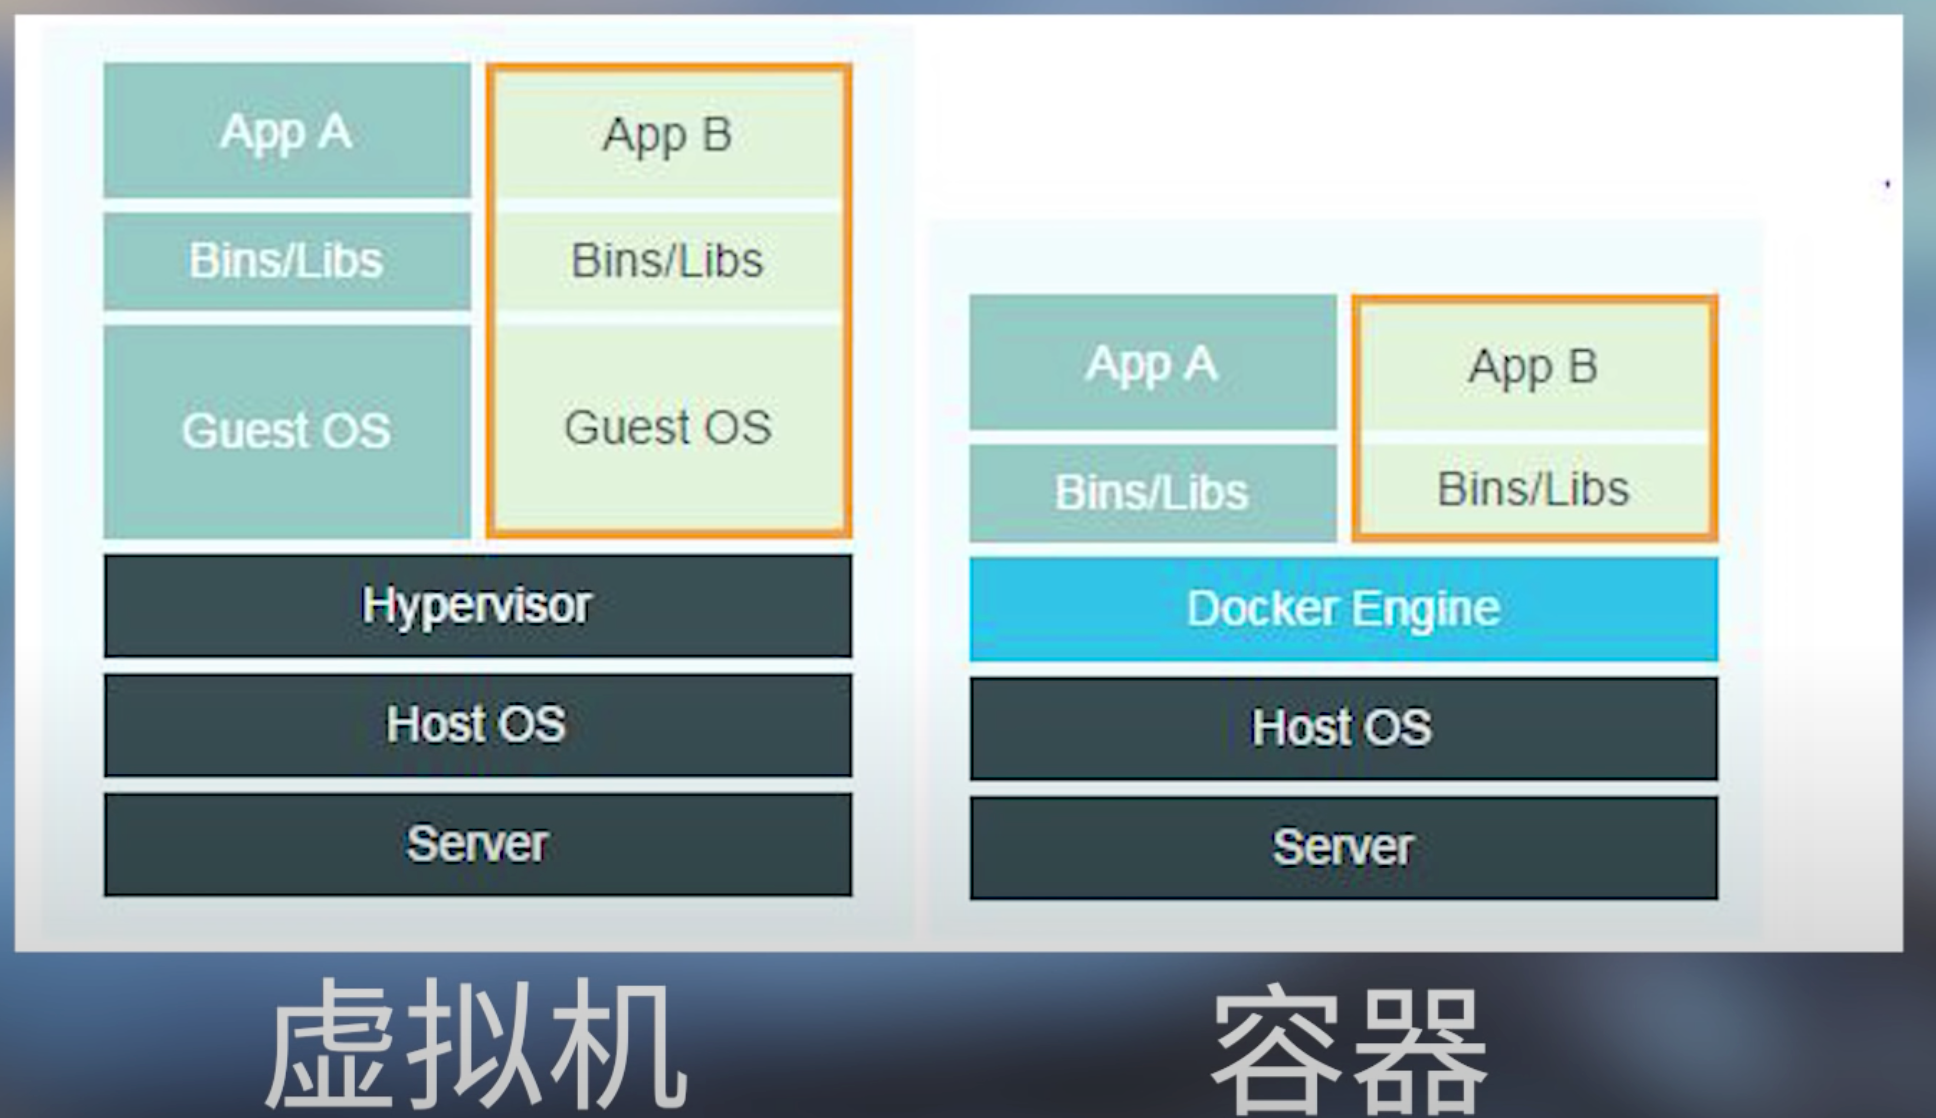 App A
App B
Bins/Libs
Bins/Libs
Guest OS
Guest OS
Hypervisor
Host OS
Server
App A
App B
Bins/Libs
Bins/Libs
Docker Engine
Host OS
Server
虚拟机
容器